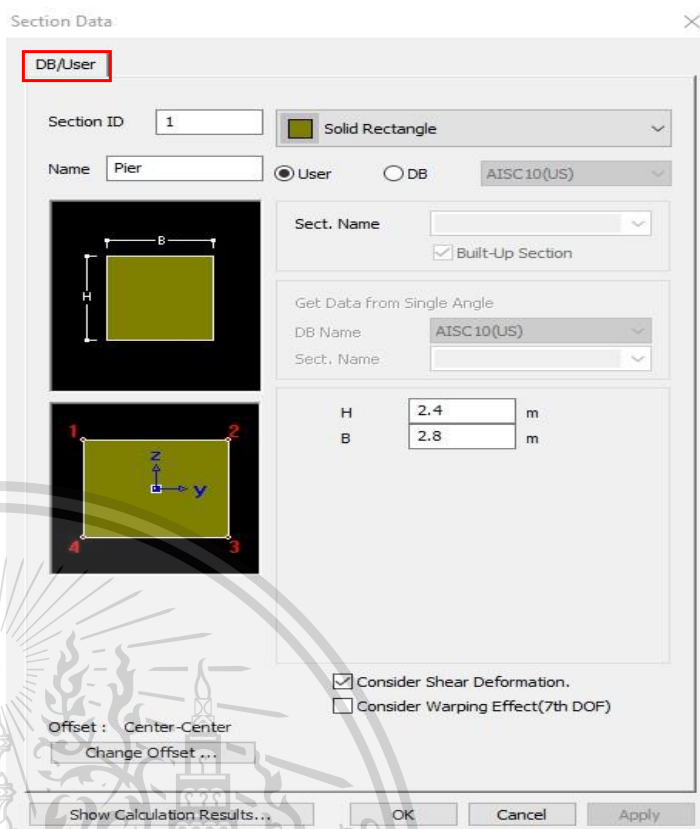 Section Data
DB/User
Section ID 1 Solid Rectangle
Name Pier User DB AISC10(US)
B
H
Sect. Name
Built-Up Section
Get Data from Single Angle
DB Name AISC10(US)
Sect. Name
H 2.4 m
B 2.8 m
1 2
z
y
4 3
Consider Shear Deformation.
Consider Warping Effect(7th DOF)
Offset : Center-Center
Change Offset ...
Show Calculation Results... OK Cancel Apply